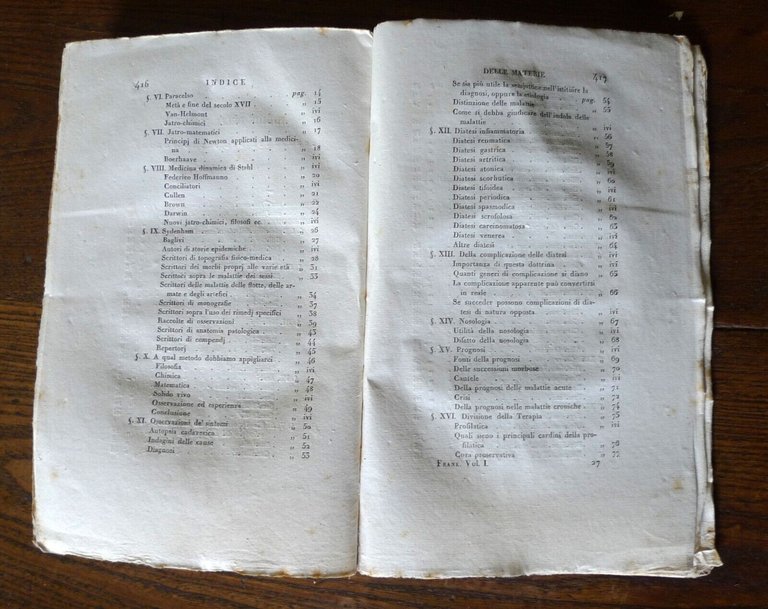 416 INDICE
§. VI. Paracelso pag. 14
Metà e fine del secolo XVII „ 15
Van-Helmont „ ivi
Jatro-chimici „ 16
§. VII. Jatro-matematici „ 17
Principj di Newton applicati alla medici-
na „ 18
Boerhaave „ ivi
§. VIII. Medicina dinamica di Stahl „ ivi
Federico Hoffmanno „ 20
Conciliatori „ ivi
Cullen „ 21
Brown „ 22
Darwin „ 24
Nuovi jatro-chimici, filosofi ec. „ ivi
§. IX. Sydenham „ 26
Baglivi „ 27
Autori di storie epidemiche „ ivi
Scrittori di topografia fisico-medica „ 28
Scrittori dei morbi proprj alle varie età „ 31
Scrittori sopra le malattie dei sessi „ 33
Scrittori delle malattie delle flotte, delle ar-
mate e degli artefici „ 34
Scrittori di monografie „ 37
Scrittori sopra l'uso dei rimedj specifici „ 38
Raccolte di osservazioni „ 39
Scrittori di anatomia patologica „ 43
Scrittori di compendj „ 44
Repertorj „ 45
§. X. A qual metodo dobbiamo appigliarci „ 46
Filosofia „ ivi
Chimica „ 47
Matematica „ 48
Solido vivo „ ivi
Osservazione ed esperienza „ 49
Conclusione „ ivi
§. XI. Osservazioni de' sintomi „ 50
Autopsia cadaverica „ 51
Indagini delle cause „ 52
Diagnosi „ 53
DELLE MATERIE 417
Se sia più utile la semiottica nell'istituire la
diagnosi, oppure la etiologia pag. 54
Distinzione delle malattie „ 55
Come si debba giudicare dell'indole delle
malattie „ ivi
§. XII. Diatesi infiammatoria „ 56
Diatesi reumatica „ 57
Diatesi gastrica „ 58
Diatesi artritica „ 59
Diatesi atonica „ ivi
Diatesi scorbutica „ 60
Diatesi tifoidea „ ivi
Diatesi periodica „ 61
Diatesi spasmodica „ ivi
Diatesi scrofolosa „ 62
Diatesi carcinomatosa „ 63
Diatesi venerea „ ivi
Altre diatesi „ 64
§. XIII. Della complicazione delle diatesi „ ivi
Importanza di questa dottrina „ ivi
Quanti generi di complicazione si diano „ 65
La complicazione apparente può convertirsi
in reale „ 66
Se succeder possano complicazioni di dia-
tesi di natura opposta „ ivi
§. XIV. Nosologia „ 67
Utilità della nosologia „ ivi
Difetto della nosologia „ 68
§. XV. Prognosi „ ivi
Fonti della prognosi „ 69
Delle successioni morbose „ 70
Cautele „ ivi
Della prognosi delle malattie acute „ 71
Crisi „ 72
Della prognosi nelle malattie croniche „ 74
§. XVI. Divisione della Terapia „ 75
Profilatica „ ivi
Quali sieno i principali cardini della pro-
filatica „ 76
Cura preservativa „ 77
FRANK. Vol. I. 27